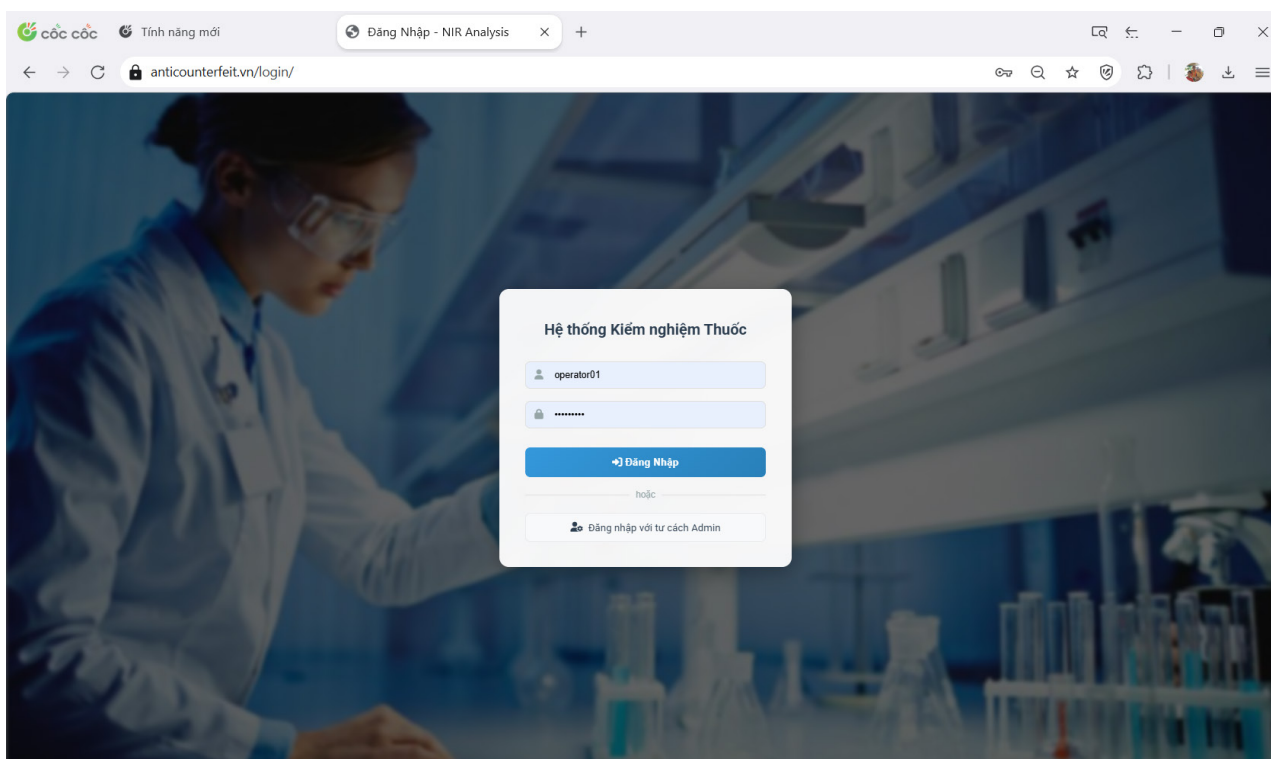 cốc cốc
Tính năng mới
Đăng Nhập - NIR Analysis
anticounterfeit.vn/login/
Hệ thống Kiểm nghiệm Thuốc
operator01
•••••••••
Đăng Nhập
hoặc
Đăng nhập với tư cách Admin